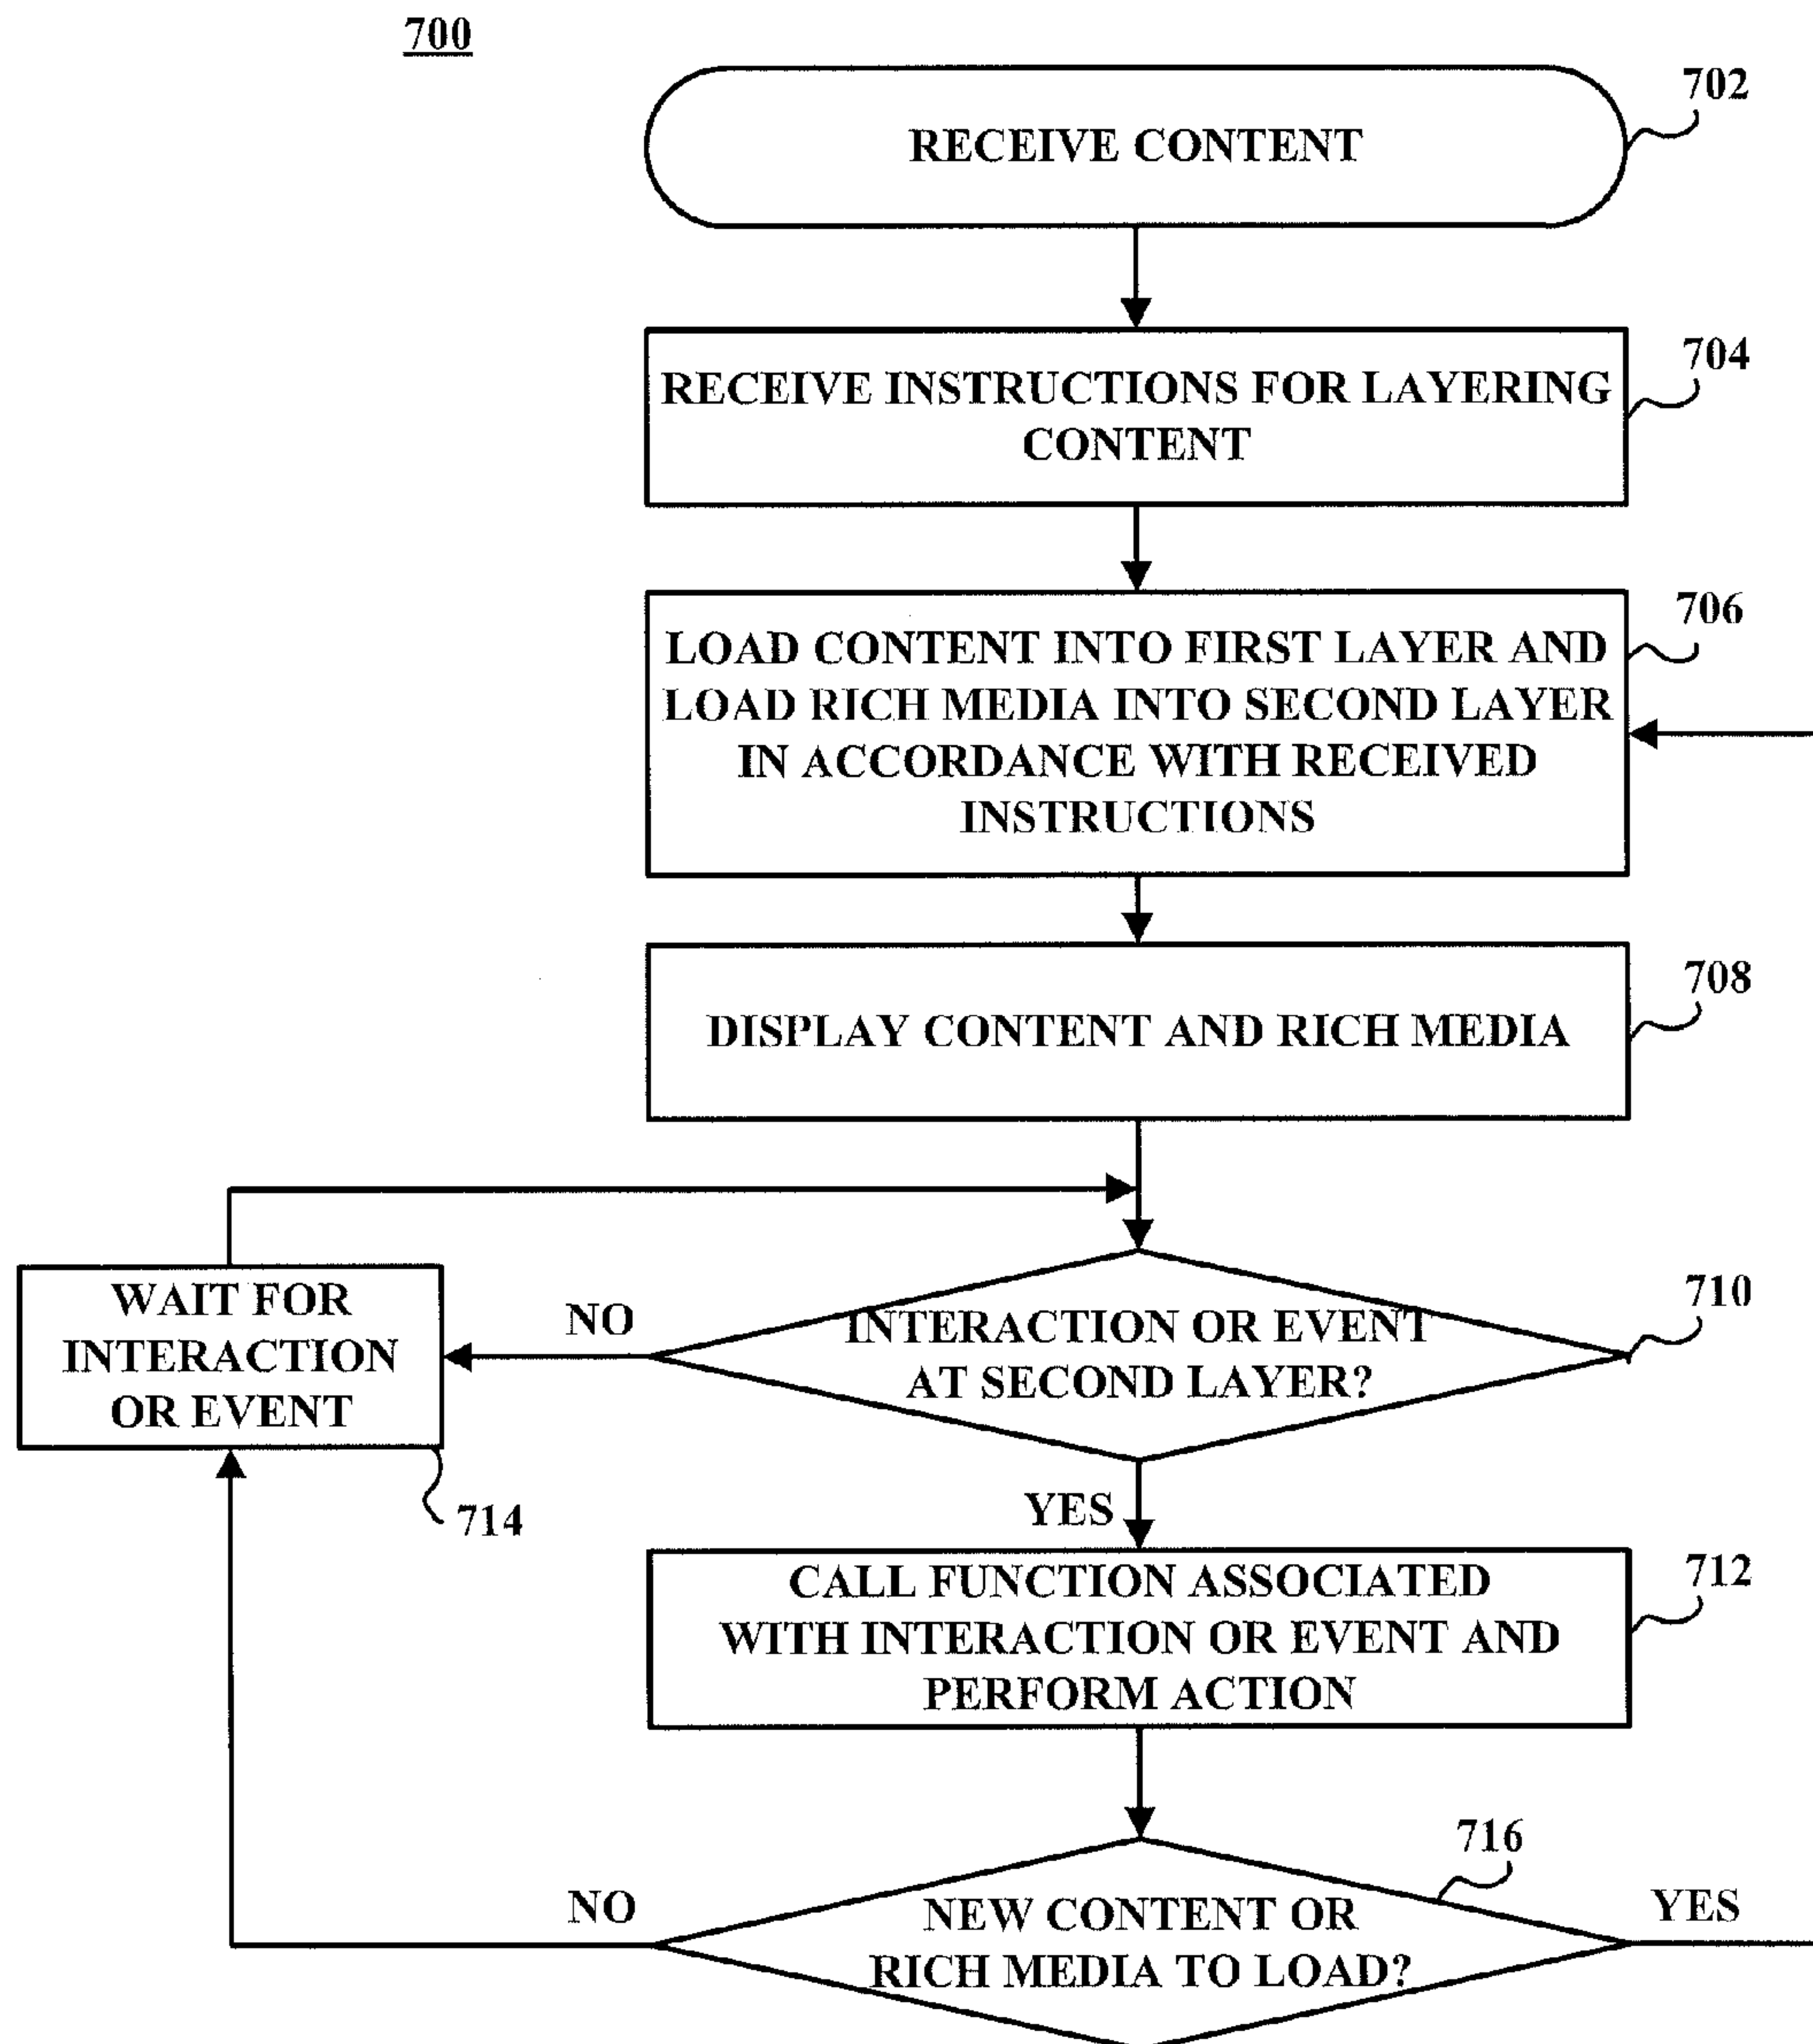 700
702
RECEIVE CONTENT
704
RECEIVE INSTRUCTIONS FOR LAYERING
CONTENT
706
LOAD CONTENT INTO FIRST LAYER AND
LOAD RICH MEDIA INTO SECOND LAYER
IN ACCORDANCE WITH RECEIVED
INSTRUCTIONS
708
DISPLAY CONTENT AND RICH MEDIA
710
INTERACTION OR EVENT
AT SECOND LAYER?
NO
WAIT FOR
INTERACTION
OR EVENT
714
YES
712
CALL FUNCTION ASSOCIATED
WITH INTERACTION OR EVENT AND
PERFORM ACTION
716
NEW CONTENT OR
RICH MEDIA TO LOAD?
NO
YES